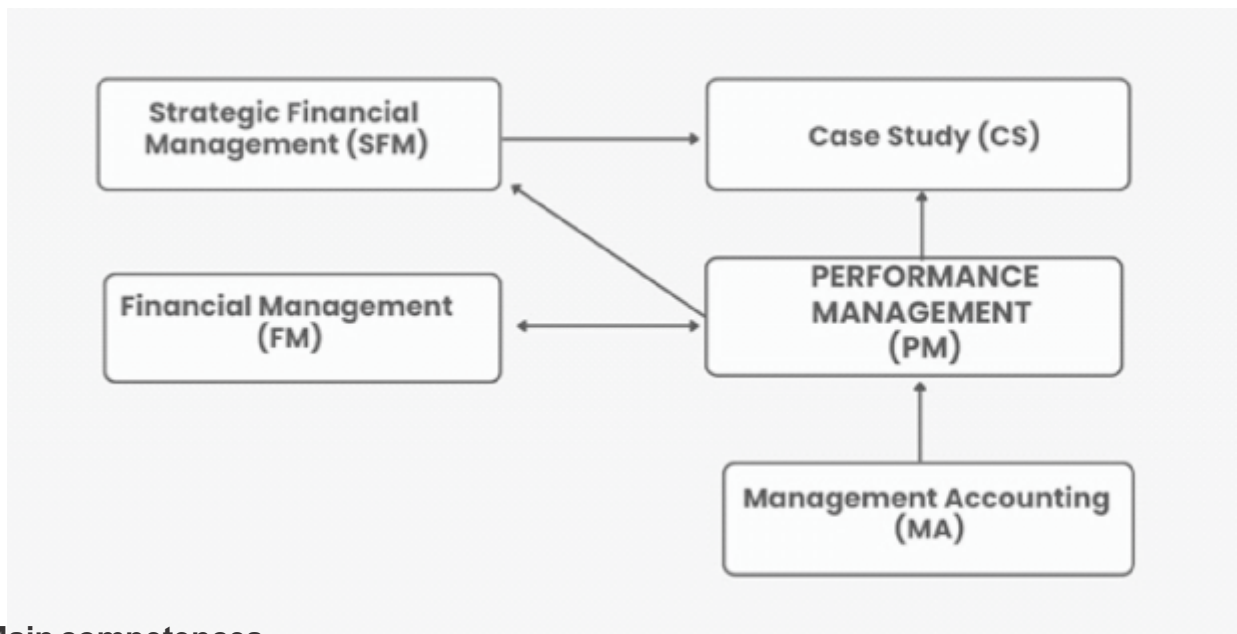 Strategic Financial
Management (SFM)
Case Study (CS)
Financial Management
(FM)
PERFORMANCE
MANAGEMENT
(PM)
Management Accounting
(MA)